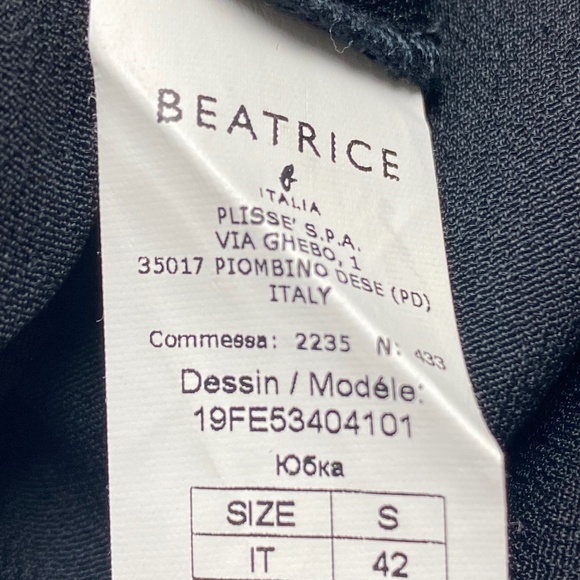 BEATRICE
b
ITALIA
PLISSE' S.P.A.
VIA GHEBO, 1
35017 PIOMBINO DESE (PD)
ITALY
Commessa: 2235 N: 433
Dessin / Modéle:
19FE53404101
Юбка
SIZE S
IT 42